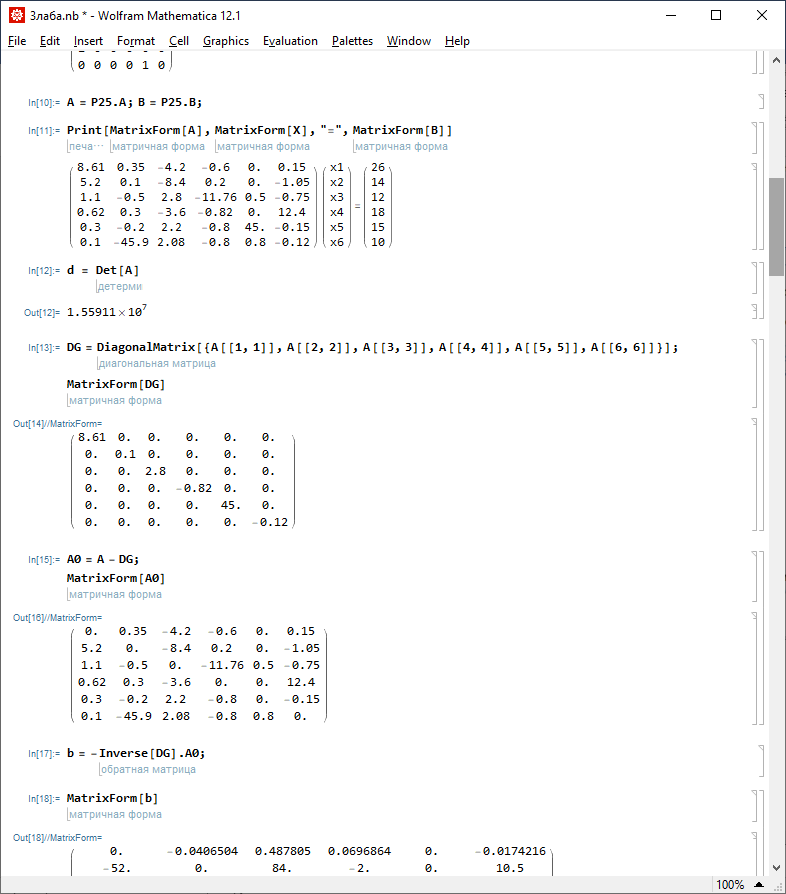 3лаба.nb * - Wolfram Mathematica 12.1
File Edit Insert Format Cell Graphics Evaluation Palettes Window Help
0 0 0 0 1 0
In[10]:= A = P25.A; B = P25.B;
In[11]:= Print[MatrixForm[A], MatrixForm[X], "=", MatrixForm[B]]
печа⋯ матричная форма матричная форма матричная форма
8.61 0.35 -4.2 -0.6 0. 0.15 x1 26
5.2 0.1 -8.4 0.2 0. -1.05 x2 14
1.1 -0.5 2.8 -11.76 0.5 -0.75 x3 12
0.62 0.3 -3.6 -0.82 0. 12.4 x4 = 18
0.3 -0.2 2.2 -0.8 45. -0.15 x5 15
0.1 -45.9 2.08 -0.8 0.8 -0.12 x6 10
In[12]:= d = Det[A]
детерми
Out[12]= 1.55911 × 10^7
In[13]:= DG = DiagonalMatrix[{A[[1, 1]], A[[2, 2]], A[[3, 3]], A[[4, 4]], A[[5, 5]], A[[6, 6]]}];
диагональная матрица
MatrixForm[DG]
матричная форма
Out[14]//MatrixForm=
8.61 0. 0. 0. 0. 0.
0. 0.1 0. 0. 0. 0.
0. 0. 2.8 0. 0. 0.
0. 0. 0. -0.82 0. 0.
0. 0. 0. 0. 45. 0.
0. 0. 0. 0. 0. -0.12
In[15]:= A0 = A - DG;
MatrixForm[A0]
матричная форма
Out[16]//MatrixForm=
0. 0.35 -4.2 -0.6 0. 0.15
5.2 0. -8.4 0.2 0. -1.05
1.1 -0.5 0. -11.76 0.5 -0.75
0.62 0.3 -3.6 0. 0. 12.4
0.3 -0.2 2.2 -0.8 0. -0.15
0.1 -45.9 2.08 -0.8 0.8 0.
In[17]:= b = -Inverse[DG].A0;
обратная матрица
In[18]:= MatrixForm[b]
матричная форма
Out[18]//MatrixForm=
0. -0.0406504 0.487805 0.0696864 0. -0.0174216
-52. 0. 84. -2. 0. 10.5
100%